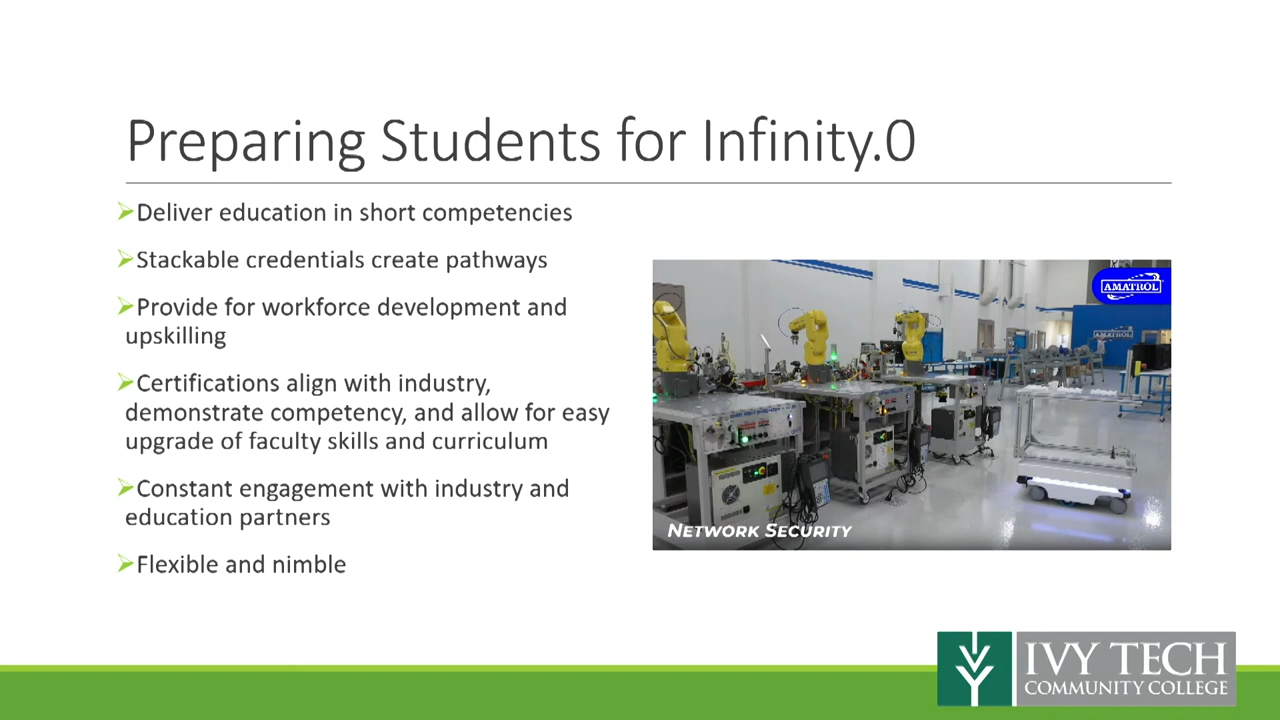 Preparing Students for Infinity.0
Deliver education in short competencies
Stackable credentials create pathways
Provide for workforce development and
upskilling
Certifications align with industry,
demonstrate competency, and allow for easy
upgrade of faculty skills and curriculum
Constant engagement with industry and
education partners
Flexible and nimble
AMATROL
AMATROL
NETWORK SECURITY
IVY TECH
COMMUNITY COLLEGE